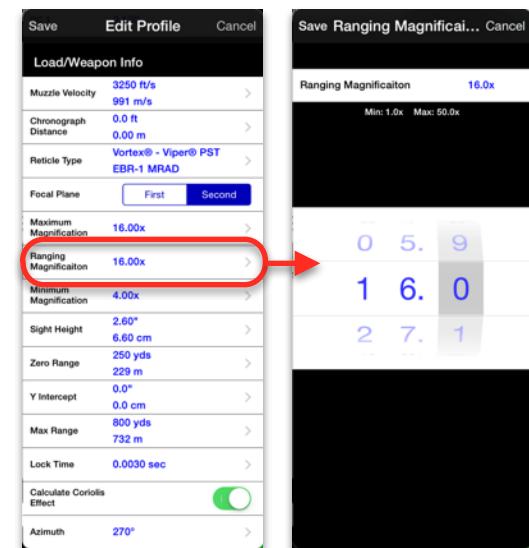 Save Edit Profile Cancel
Load/Weapon Info
Muzzle Velocity
3250 ft/s
991 m/s
Chronograph
Distance
0.0 ft
0.00 m
Reticle Type
Vortex® - Viper® PST
EBR-1 MRAD
Focal Plane First Second
Maximum
Magnification
16.00x
Ranging
Magnificaiton
16.00x
Minimum
Magnification
4.00x
Sight Height
2.60"
6.60 cm
Zero Range
250 yds
229 m
Y Intercept
0.0"
0.0 cm
Max Range
800 yds
732 m
Lock Time 0.0030 sec
Calculate Coriolis
Effect
Azimuth 270°
Save Ranging Magnificai... Cancel
Ranging Magnificaiton 16.0x
Min: 1.0x Max: 50.0x
0 5. 9
1 6. 0
2 7. 1